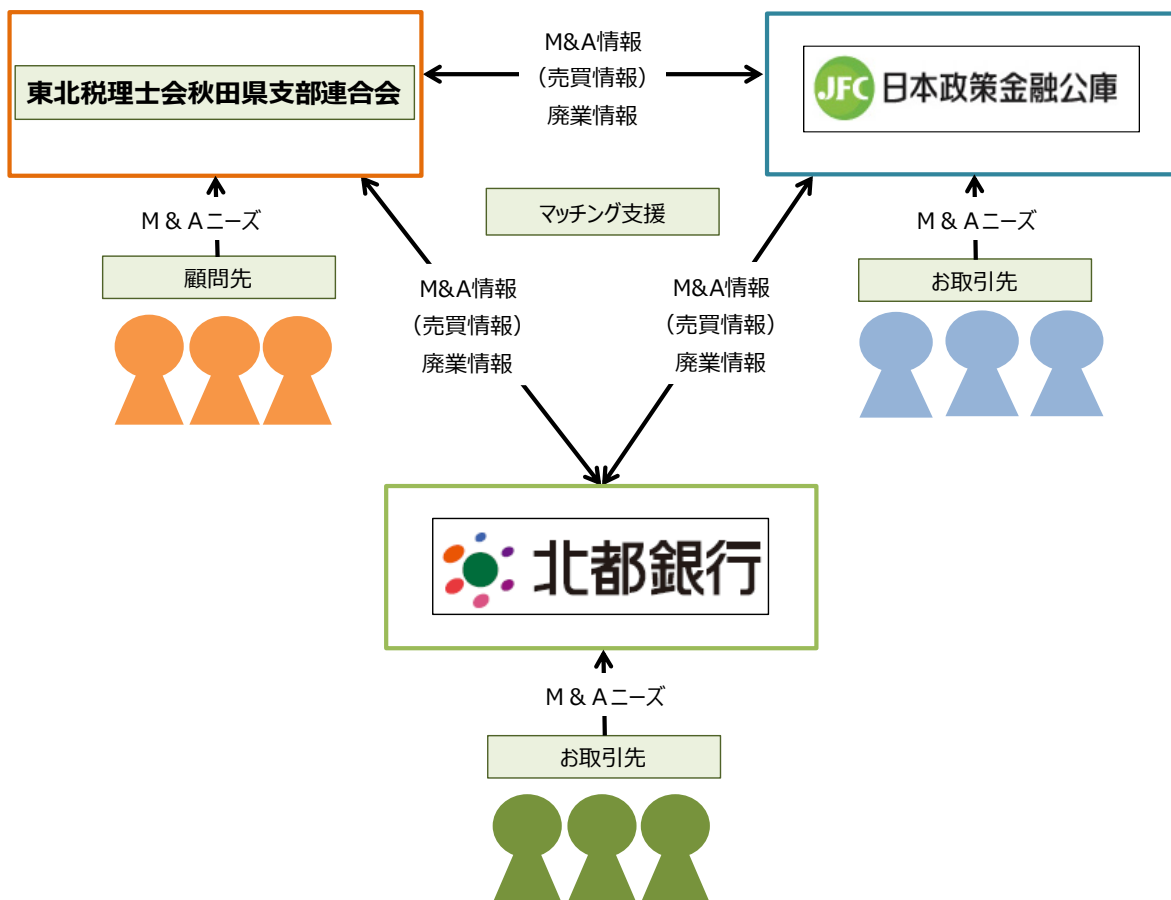 東北税理士会秋田県支部連合会
M&A情報
（売買情報）
廃業情報
JFC 日本政策金融公庫
M & Aニーズ
顧問先
マッチング支援
M & Aニーズ
お取引先
M&A情報
（売買情報）
廃業情報
M&A情報
（売買情報）
廃業情報
北都銀行
M & Aニーズ
お取引先